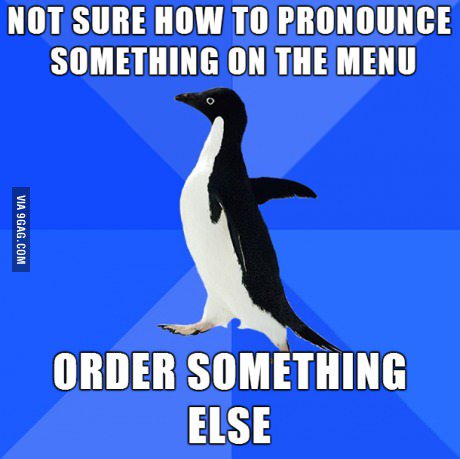 NOT SURE HOW TO PRONOUNCE
SOMETHING ON THE MENU
VIA 9GAG.COM
ORDER SOMETHING
ELSE